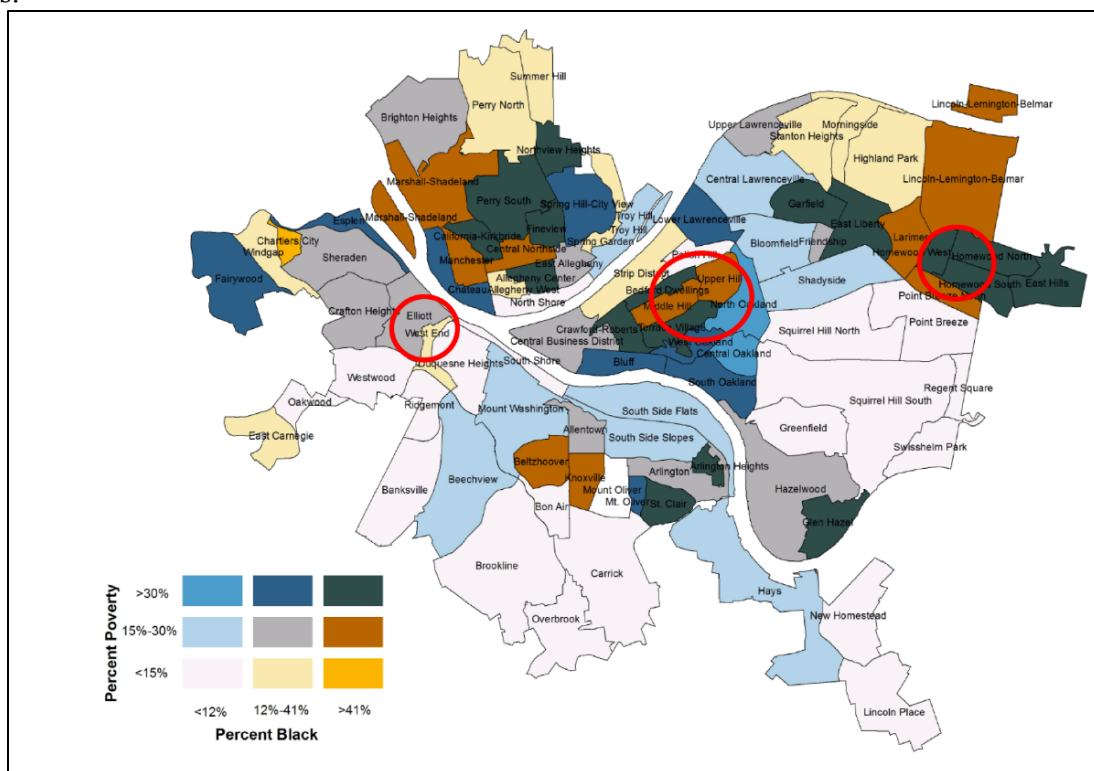 s.
Summer Hill
Perry North
Brighton Heights
Lincoln-Lemington-Belmar
Upper Lawrenceville
Morningside
Stanton Heights
Northview Heights
Highland Park
Marshall-Shadeland
Central Lawrenceville
Lincoln-Lemington-Belmar
Perry South
Spring Hill-City View
Garfield
Marshall-Shadeland
Troy Hill
Lower Lawrenceville
East Liberty
Esplen
Fineview
Troy Hill
California-Kirkbride
Spring Garden
Larimer
Chartiers City
Windgap
Central Northside
Bloomfield
Friendship
Homewood West
Homewood North
Sheraden
Manchester
East Allegheny
Strip District
Upper Hill
Fairywood
Allegheny Center
Shadyside
Homewood South
East Hills
Chateau
Allegheny West
Bedford Dwellings
North Shore
Middle Hill
North Oakland
Point Breeze North
Crafton Heights
Elliott
Crawford-Roberts
Terrace Village
Squirrel Hill North
Point Breeze
West End
Central Business District
West Oakland
Duquesne Heights
South Shore
Bluff
Central Oakland
Westwood
South Oakland
Oakwood
Ridgemont
Mount Washington
South Side Flats
Squirrel Hill South
Regent Square
East Carnegie
Allentown
South Side Slopes
Greenfield
Swisshelm Park
Beltzhoover
Arlington Heights
Banksville
Beechview
Knoxville
Arlington
Hazelwood
Mount Oliver
Mt. Oliver
St. Clair
Bon Air
Glen Hazel
Brookline
Carrick
Hays
New Homestead
Overbrook
Lincoln Place
Percent Poverty
>30%
15%-30%
<15%
<12%
12%-41%
>41%
Percent Black